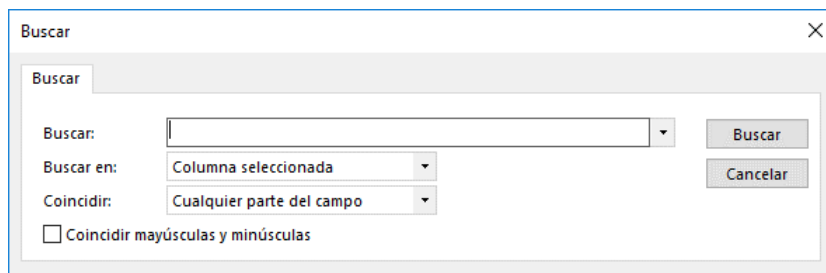 Buscar
Buscar
Buscar:
Buscar
Buscar en: Columna seleccionada
Cancelar
Coincidir: Cualquier parte del campo
Coincidir mayúsculas y minúsculas